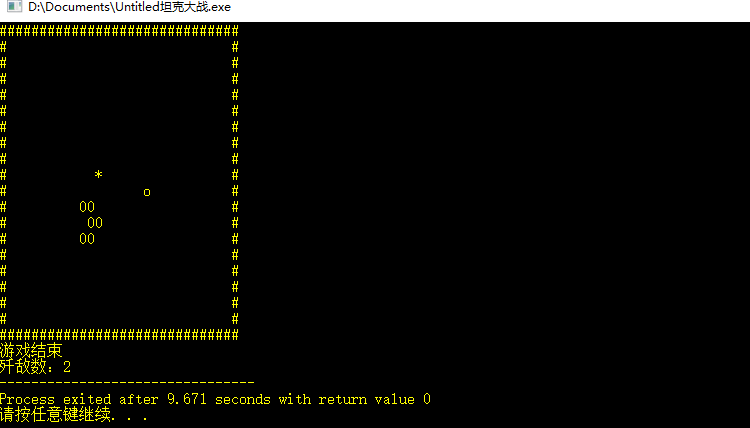 D:\Documents\Untitled坦克大战.exe
##############################
#                            #
#                            #
#                            #
#                            #
#                            #
#                            #
#                            #
#                            #
#           *                #
#                 o          #
#         00                 #
#          00                #
#         00                 #
#                            #
#                            #
#                            #
#                            #
##############################
游戏结束
歼敌数：2
--------------------------------
Process exited after 9.671 seconds with return value 0
请按任意键继续. . .